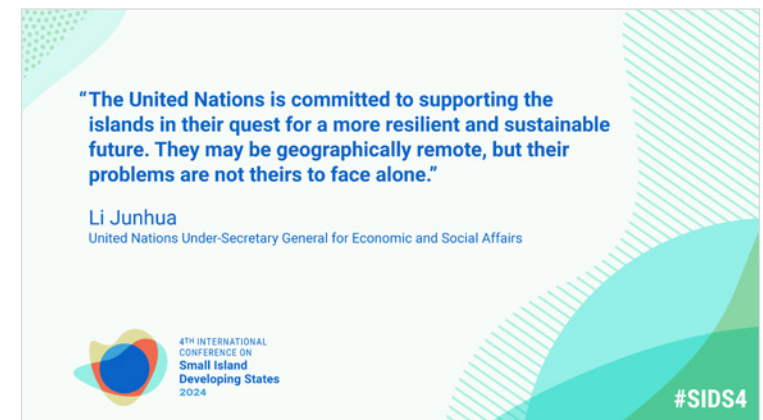 “The United Nations is committed to supporting the
islands in their quest for a more resilient and sustainable
future. They may be geographically remote, but their
problems are not theirs to face alone.”
Li Junhua
United Nations Under-Secretary General for Economic and Social Affairs
4TH INTERNATIONAL
CONFERENCE ON
Small Island
Developing States
2024
#SIDS4